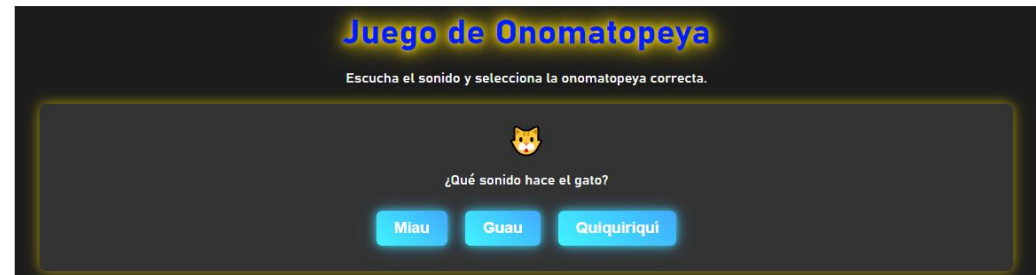 Juego de Onomatopeya
Escucha el sonido y selecciona la onomatopeya correcta.
¿Qué sonido hace el gato?
Miau Guau Quiquiriquí